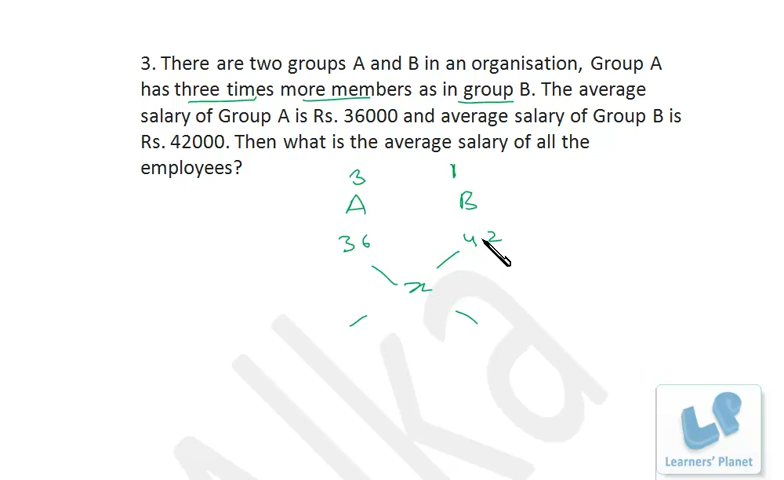 3. There are two groups A and B in an organisation, Group A
has three times more members as in group B. The average
salary of Group A is Rs. 36000 and average salary of Group B is
Rs. 42000. Then what is the average salary of all the
employees?
3 1
A B
36 42
x
Alka
LP
Learners' Planet